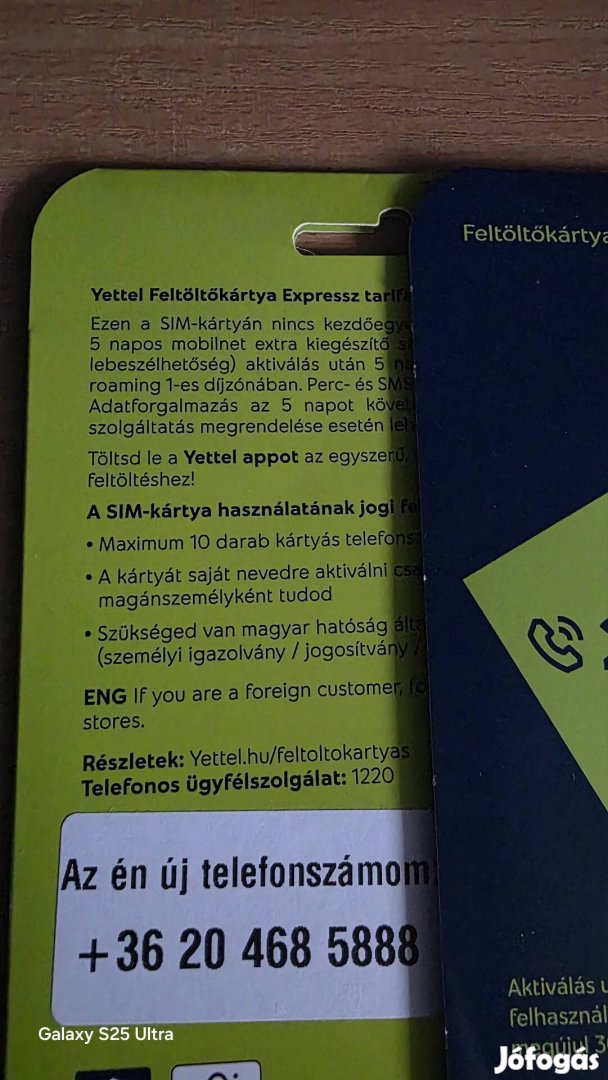 Feltöltőkártya
Yettel Feltöltőkártya Expressz
Ezen a SIM-kártyán nincs
5 napos mobilnet extra kiegészítő
lebeszélhetőség) aktiválás után 5
roaming 1-es díjzónában. Perc- és SMS
Adatforgalmazás az 5 napot
szolgáltatás megrendelése esetén
Töltsd le a Yettel appot az egyszerű,
feltöltéshez!
A SIM-kártya használatának jogi
• Maximum 10 darab kártyás
• A kártyát saját nevedre aktiválni
magánszemélyként tudod
• Szükséged van magyar hatóság
(személyi igazolvány / jogosítvány /
ENG If you are a foreign customer,
stores.
Részletek: Yettel.hu/feltoltokartyas
Telefonos ügyfélszolgálat: 1220
Az én új telefonszámom:
+36 20 468 5888
Aktiválás
megújul
Galaxy S25 Ultra
Jófogás